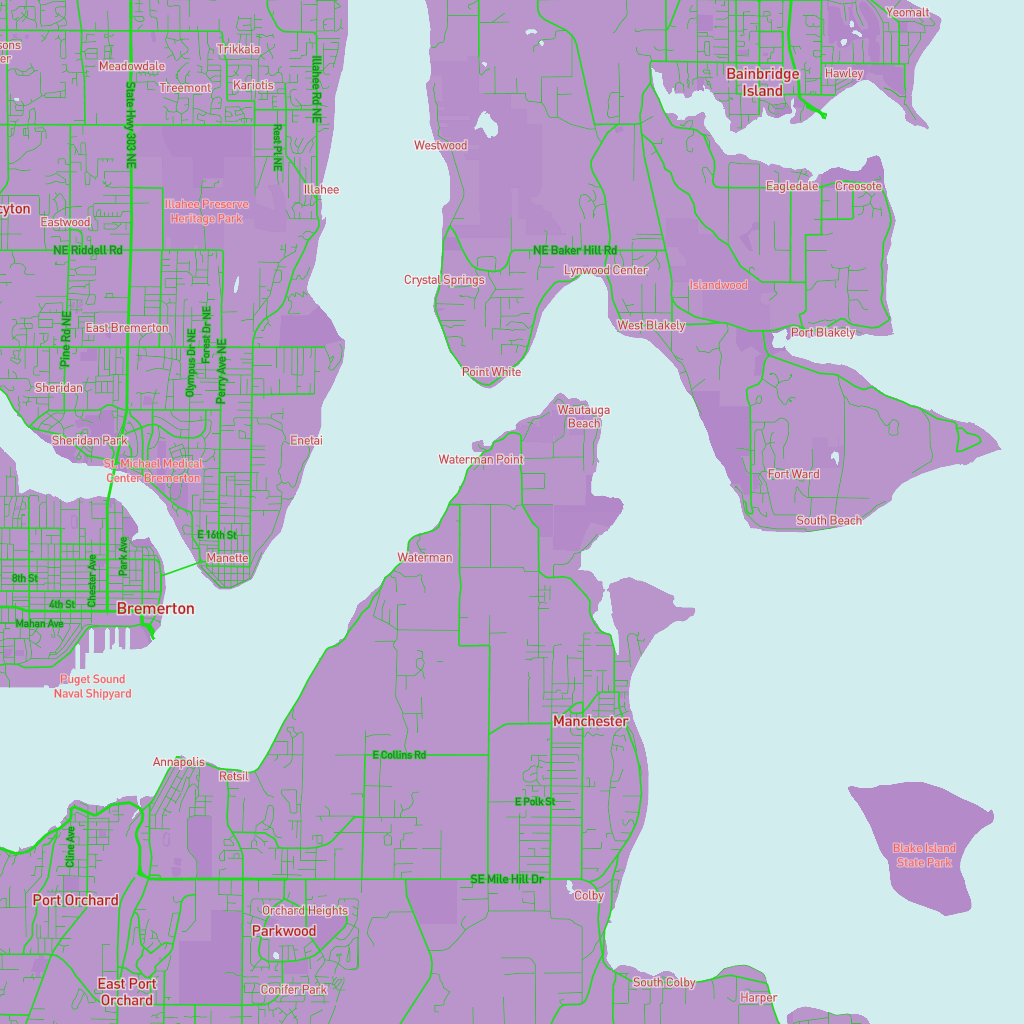 Yeomalt
Trikkala
Meadowdale
Bainbridge
Island
Hawley
Treemont
Kariotis
Illahee Rd NE
State Hwy 303 NE
Rest Pl NE
Westwood
Illahee
Eagledale
Creosote
Illahee Preserve
Heritage Park
Eastwood
NE Riddell Rd
NE Baker Hill Rd
Lynwood Center
Crystal Springs
Islandwood
East Bremerton
Pine Rd NE
Olympus Dr NE
Forest Dr NE
Perry Ave NE
West Blakely
Port Blakely
Point White
Sheridan
Wautauga
Beach
Sheridan Park
Enetai
Waterman Point
St. Michael Medical
Center Bremerton
Fort Ward
South Beach
E 16th St
Manette
Waterman
Park Ave
Chester Ave
8th St
4th St
Bremerton
Mahan Ave
Puget Sound
Naval Shipyard
Manchester
E Collins Rd
Annapolis
Retsil
E Polk St
Cline Ave
Blake Island
State Park
SE Mile Hill Dr
Colby
Port Orchard
Orchard Heights
Parkwood
East Port
Orchard
Conifer Park
South Colby
Harper